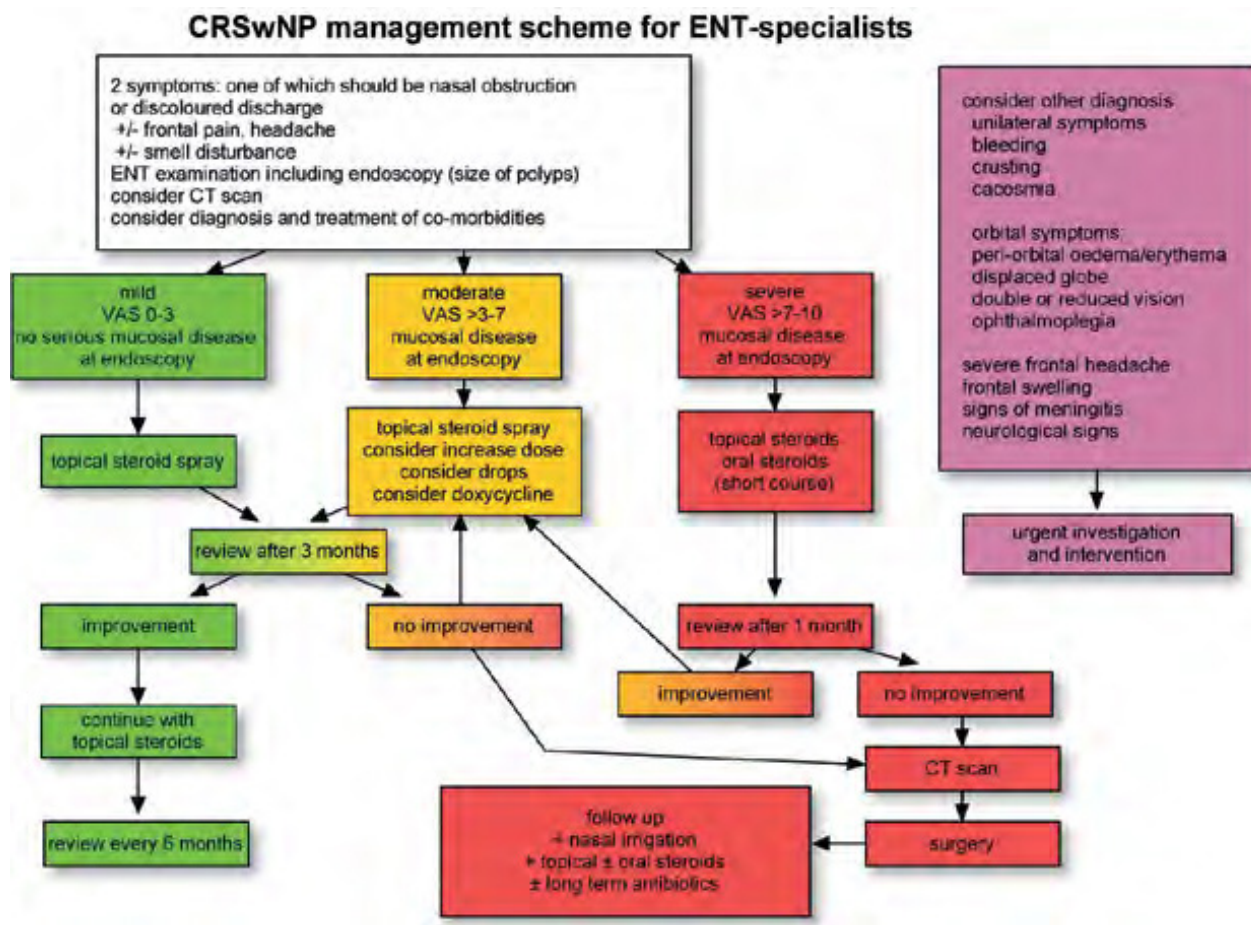 CRSwNP management scheme for ENT-specialists
2 symptoms: one of which should be nasal obstruction
or discoloured discharge
+/- frontal pain, headache
+/- smell disturbance
ENT examination including endoscopy (size of polyps)
consider CT scan
consider diagnosis and treatment of co-morbidities
consider other diagnosis
unilateral symptoms
bleeding
crusting
cacosmia
orbital symptoms
peri-orbital oedema/erythema
displaced globe
double or reduced vision
ophthalmoplegia
severe frontal headache
frontal swelling
signs of meningitis
neurological signs
urgent investigation
and intervention
mild
VAS 0-3
no serious mucosal disease
at endoscopy
moderate
VAS >3-7
mucosal disease
at endoscopy
severe
VAS >7-10
mucosal disease
at endoscopy
topical steroid spray
topical steroid spray
consider increase dose
consider drops
consider doxycycline
topical steroids
oral steroids
(short course)
review after 3 months
improvement
no improvement
review after 1 month
improvement
no improvement
continue with
topical steroids
CT scan
review every 6 months
surgery
follow up
+ nasal irrigation
+ topical ± oral steroids
± long term antibiotics